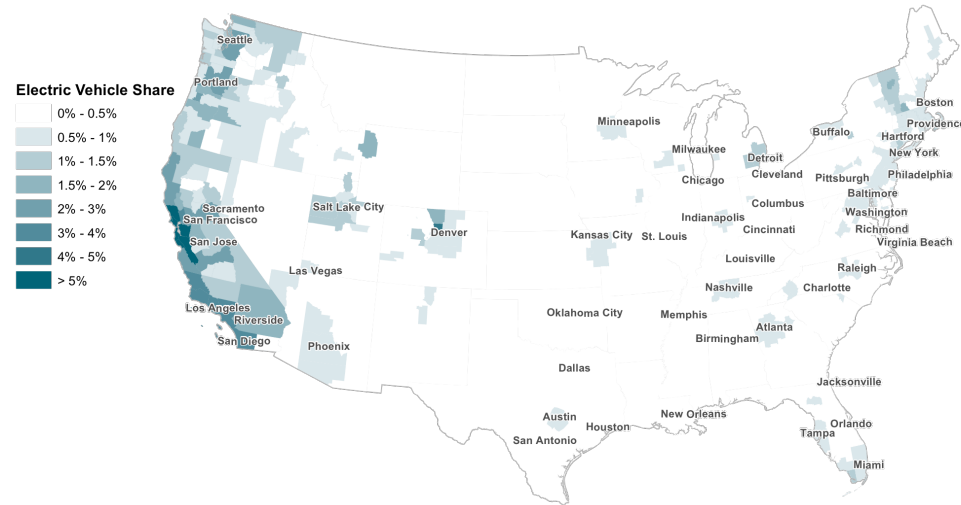 Electric Vehicle Share
0% - 0.5%
0.5% - 1%
1% - 1.5%
1.5% - 2%
2% - 3%
3% - 4%
4% - 5%
> 5%
Seattle
Portland
Sacramento
San Francisco
San Jose
Los Angeles
Riverside
San Diego
Las Vegas
Phoenix
Salt Lake City
Denver
Minneapolis
Milwaukee
Chicago
Detroit
Cleveland
Columbus
Indianapolis
Cincinnati
Kansas City
St. Louis
Louisville
Nashville
Oklahoma City
Memphis
Birmingham
Atlanta
Dallas
Austin
San Antonio
Houston
New Orleans
Jacksonville
Orlando
Tampa
Miami
Charlotte
Raleigh
Virginia Beach
Richmond
Washington
Baltimore
Philadelphia
Pittsburgh
New York
Hartford
Providence
Boston
Buffalo